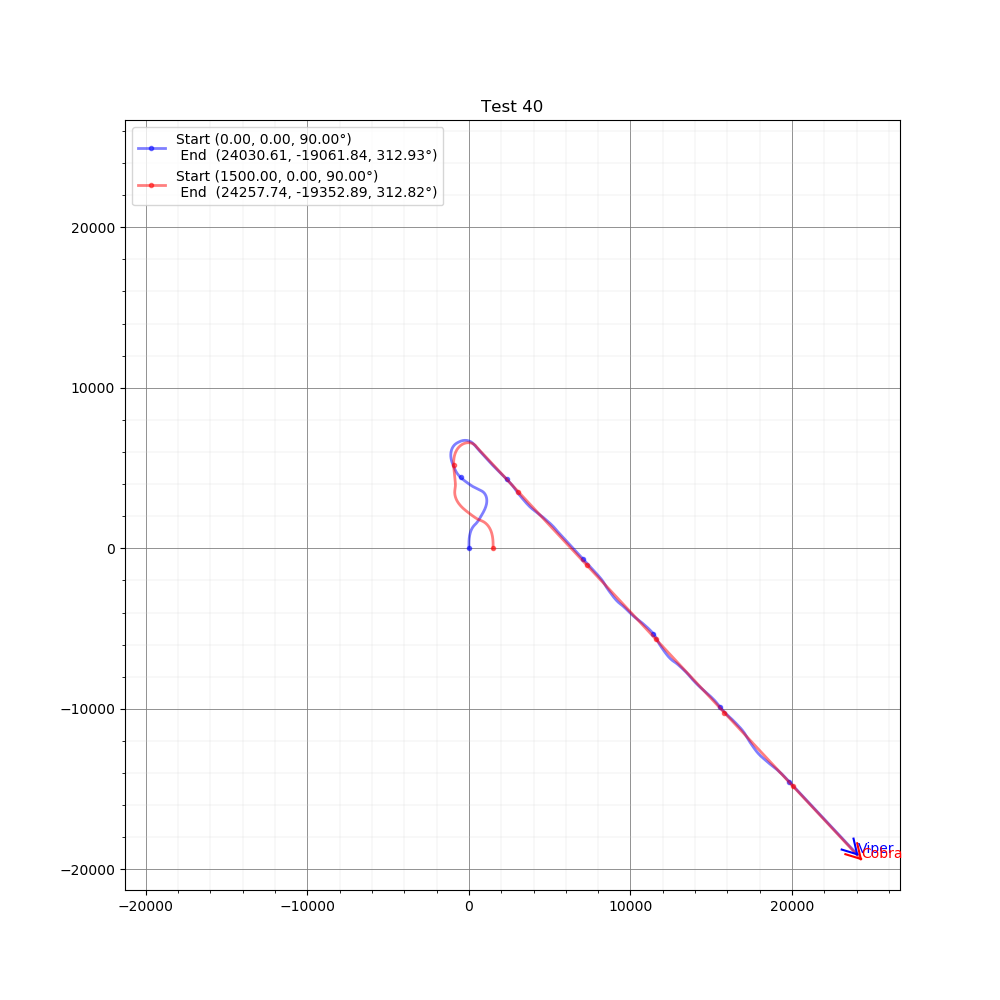 Test 40
Start (0.00, 0.00, 90.00°)
End  (24030.61, -19061.84, 312.93°)
Start (1500.00, 0.00, 90.00°)
End  (24257.74, -19352.89, 312.82°)
20000
10000
0
−10000
−20000
Viper
Cobra
−20000
−10000
0
10000
20000